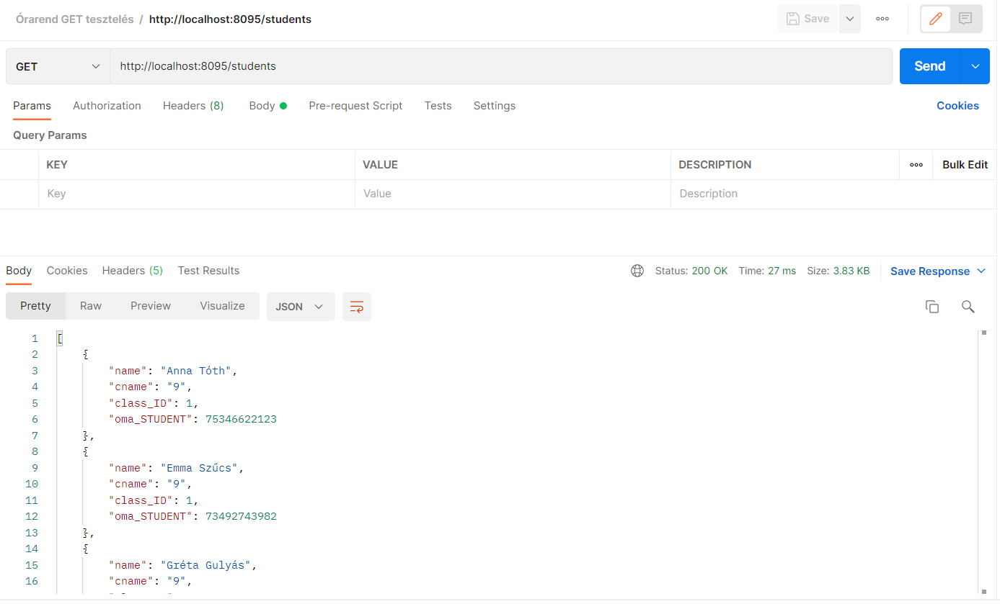 Órarend GET tesztelés / http://localhost:8095/students
Save
GET http://localhost:8095/students Send
Params Authorization Headers (8) Body Pre-request Script Tests Settings Cookies
Query Params
KEY VALUE DESCRIPTION Bulk Edit
Key Value Description
Body Cookies Headers (5) Test Results Status: 200 OK Time: 27 ms Size: 3.83 KB Save Response
Pretty Raw Preview Visualize JSON
1 [
2 {
3 "name": "Anna Tóth",
4 "cname": "9",
5 "class_ID": 1,
6 "oma_STUDENT": 75346622123
7 },
8 {
9 "name": "Emma Szűcs",
10 "cname": "9",
11 "class_ID": 1,
12 "oma_STUDENT": 73492743982
13 },
14 {
15 "name": "Gréta Gulyás",
16 "cname": "9",